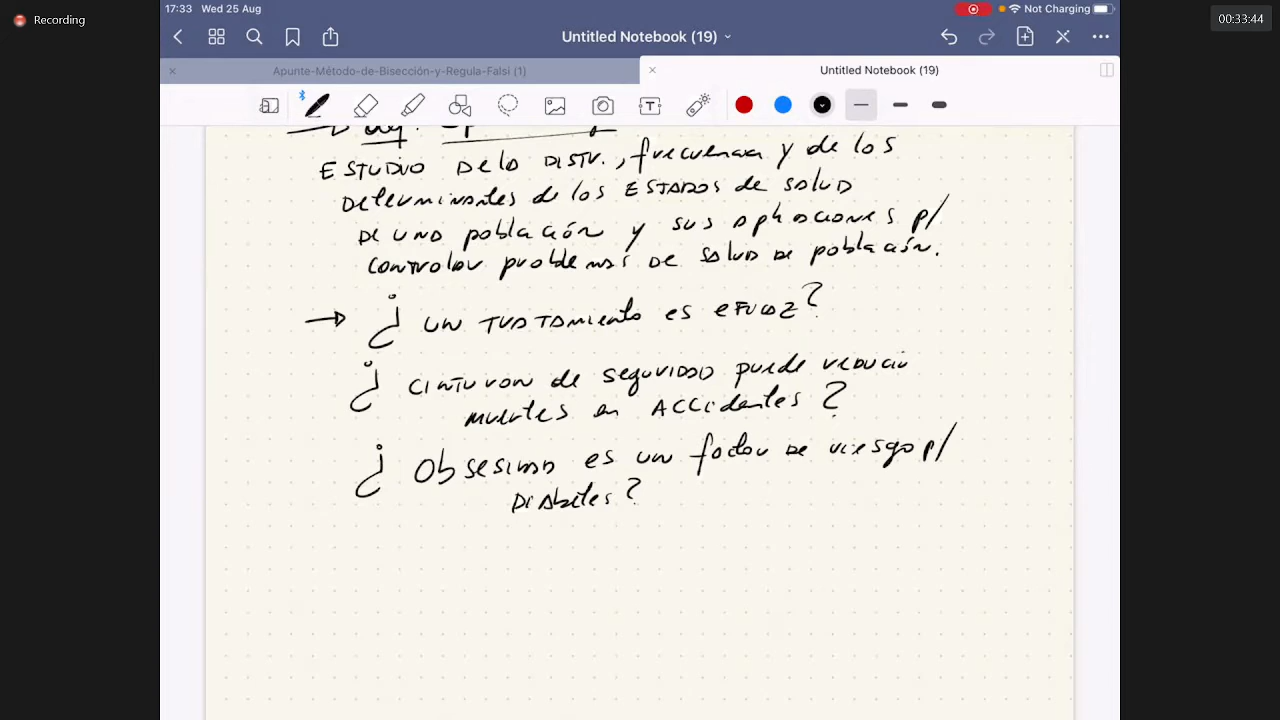 17:33 Wed 25 Aug
Recording
Not Charging
00:33:44
Untitled Notebook (19)
Apunte-Método-de-Bisección-y-Regula-Falsi (1)
Untitled Notebook (19)
ESTUDIO De la DISTr., frecuencia y de los
Determinantes de los ESTADOS de salud
De una población y sus aplicaciones p/
controlar problemas De salud de población.
→ ¿ un TratAmiento es eficaz?
¿ cinturon de seguridad puede reducir
muertes en ACCidentes?
¿ Obsesidad es un factor de riesgo p/
DiAbetes?